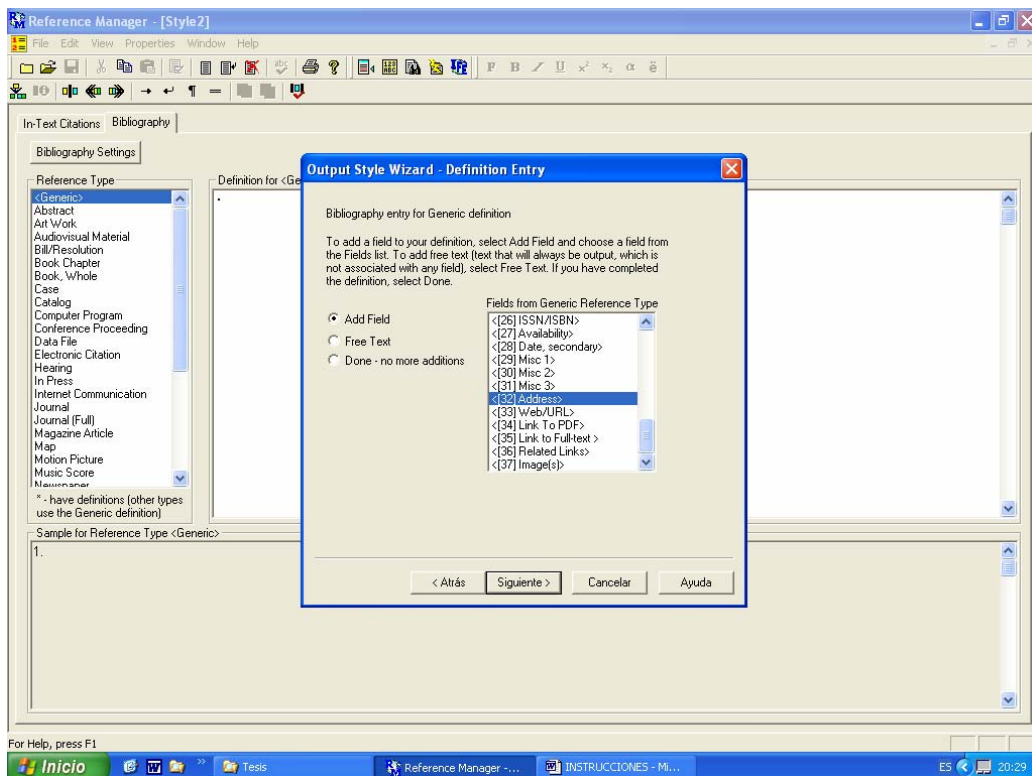 Reference Manager - [Style2]
File Edit View Properties Window Help
F B Z U x² x₂ α ë
In-Text Citations Bibliography
Bibliography Settings
Reference Type
<Generic>
Abstract
Art Work
Audiovisual Material
Bill/Resolution
Book Chapter
Book, Whole
Case
Catalog
Computer Program
Conference Proceeding
Data File
Electronic Citation
Hearing
In Press
Internet Communication
Journal
Journal (Full)
Magazine Article
Map
Motion Picture
Music Score
Newspaper
* - have definitions (other types
use the Generic definition)
Definition for <Ge
.
Output Style Wizard - Definition Entry
Bibliography entry for Generic definition
To add a field to your definition, select Add Field and choose a field from
the Fields list. To add free text (text that will always be output, which is
not associated with any field), select Free Text. If you have completed
the definition, select Done.
Add Field
Free Text
Done - no more additions
Fields from Generic Reference Type
<[26] ISSN/ISBN>
<[27] Availability>
<[28] Date, secondary>
<[29] Misc 1>
<[30] Misc 2>
<[31] Misc 3>
<[32] Address>
<[33] Web/URL>
<[34] Link To PDF>
<[35] Link to Full-text >
<[36] Related Links>
<[37] Image(s)>
< Atrás Siguiente > Cancelar Ayuda
Sample for Reference Type <Generic>
1.
For Help, press F1
Inicio Tesis Reference Manager -... INSTRUCCIONES - Mi... ES 20:29